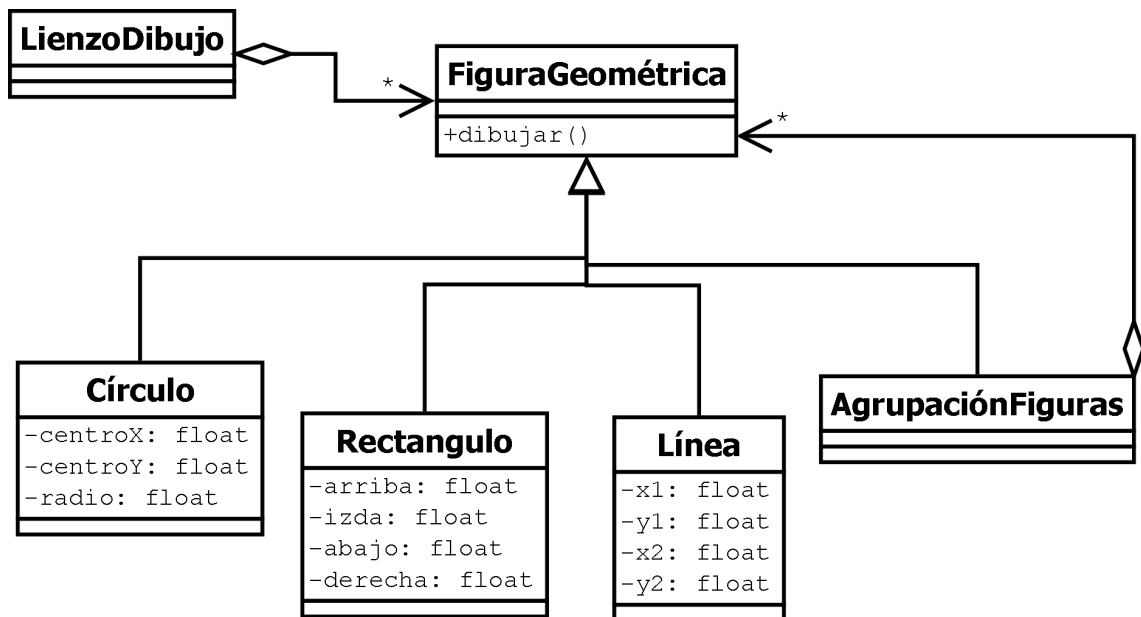 LienzoDibujo
*
FiguraGeométrica
+dibujar()
*
Círculo
-centroX: float
-centroY: float
-radio: float
Rectangulo
-arriba: float
-izda: float
-abajo: float
-derecha: float
Línea
-x1: float
-y1: float
-x2: float
-y2: float
AgrupaciónFiguras